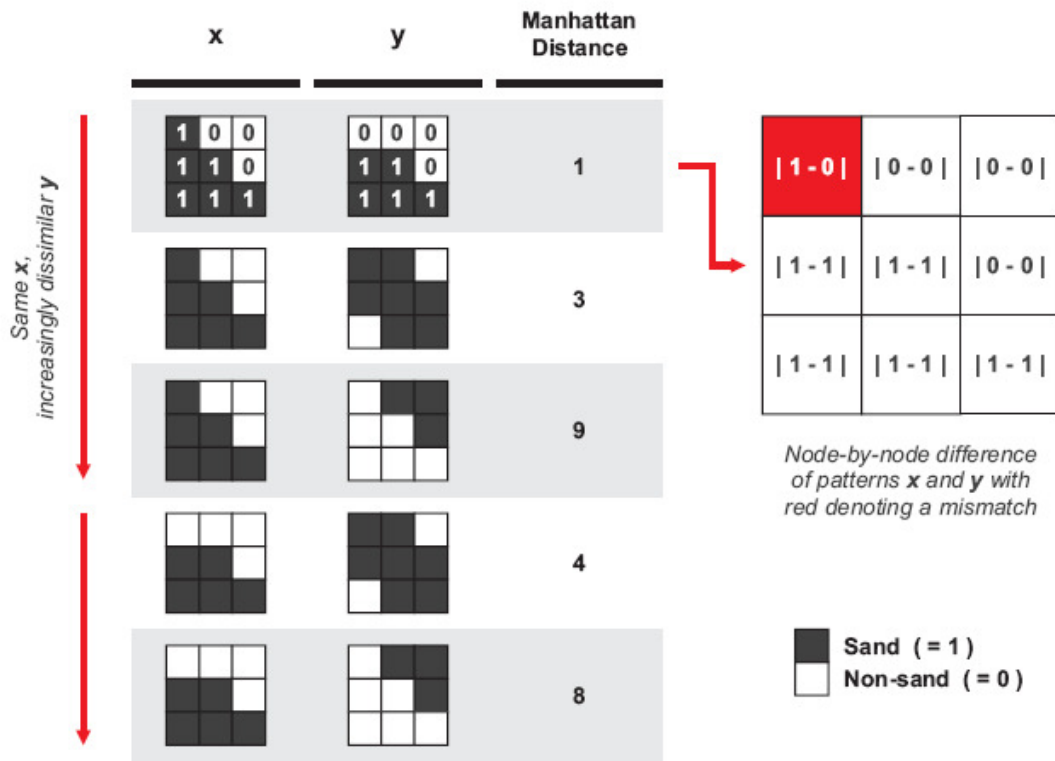 x
y
Manhattan
Distance
Same x,
increasingly dissimilar y
1 0 0
1 1 0
1 1 1
0 0 0
1 1 0
1 1 1
1
3
9
4
8
| 1 - 0 | | 0 - 0 | | 0 - 0 |
| 1 - 1 | | 1 - 1 | | 0 - 0 |
| 1 - 1 | | 1 - 1 | | 1 - 1 |
Node-by-node difference
of patterns x and y with
red denoting a mismatch
Sand ( = 1 )
Non-sand ( = 0 )